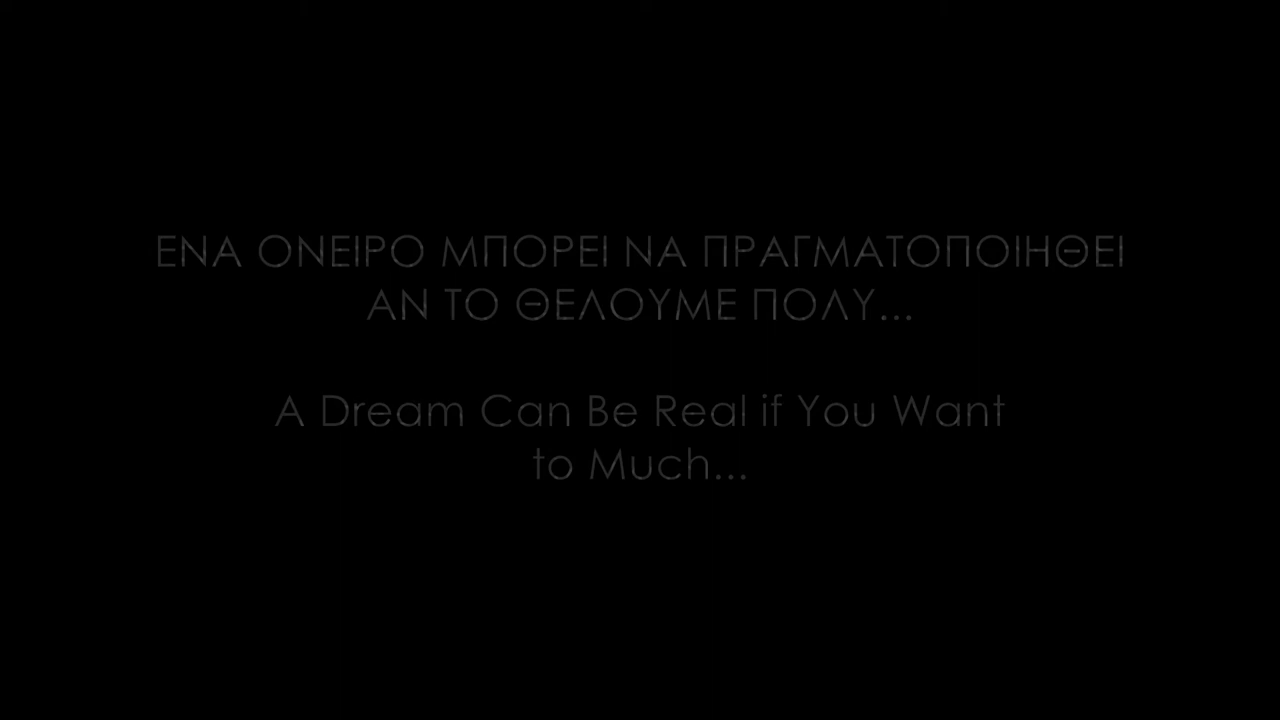 ΕΝΑ ΟΝΕΙΡΟ ΜΠΟΡΕΙ ΝΑ ΠΡΑΓΜΑΤΟΠΟΙΗΘΕΙ
ΑΝ ΤΟ ΘΕΛΟΥΜΕ ΠΟΛΥ...
A Dream Can Be Real if You Want
to Much...